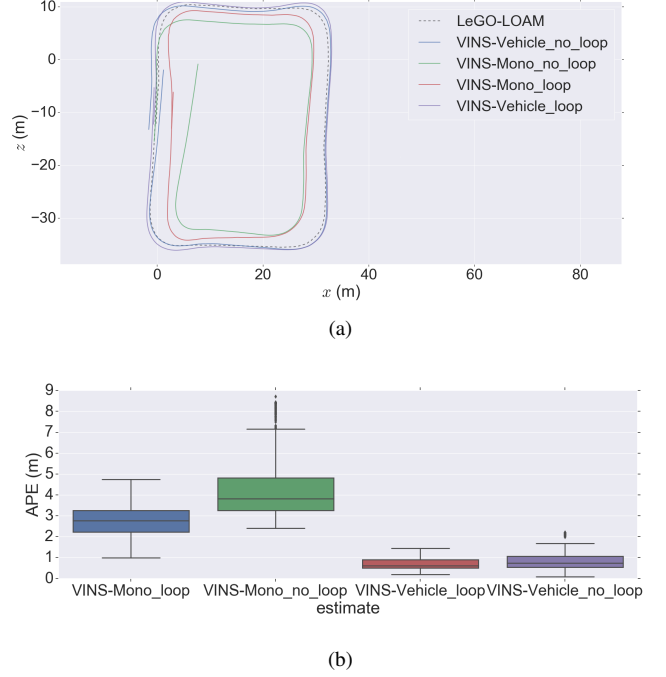 10
0
−10
−20
−30
z (m)
0 20 40 60 80
x (m)
LeGO-LOAM
VINS-Vehicle_no_loop
VINS-Mono_no_loop
VINS-Mono_loop
VINS-Vehicle_loop
(a)
9
8
7
6
5
4
3
2
1
0
APE (m)
VINS-Mono_loop VINS-Mono_no_loop VINS-Vehicle_loop VINS-Vehicle_no_loop
estimate
(b)